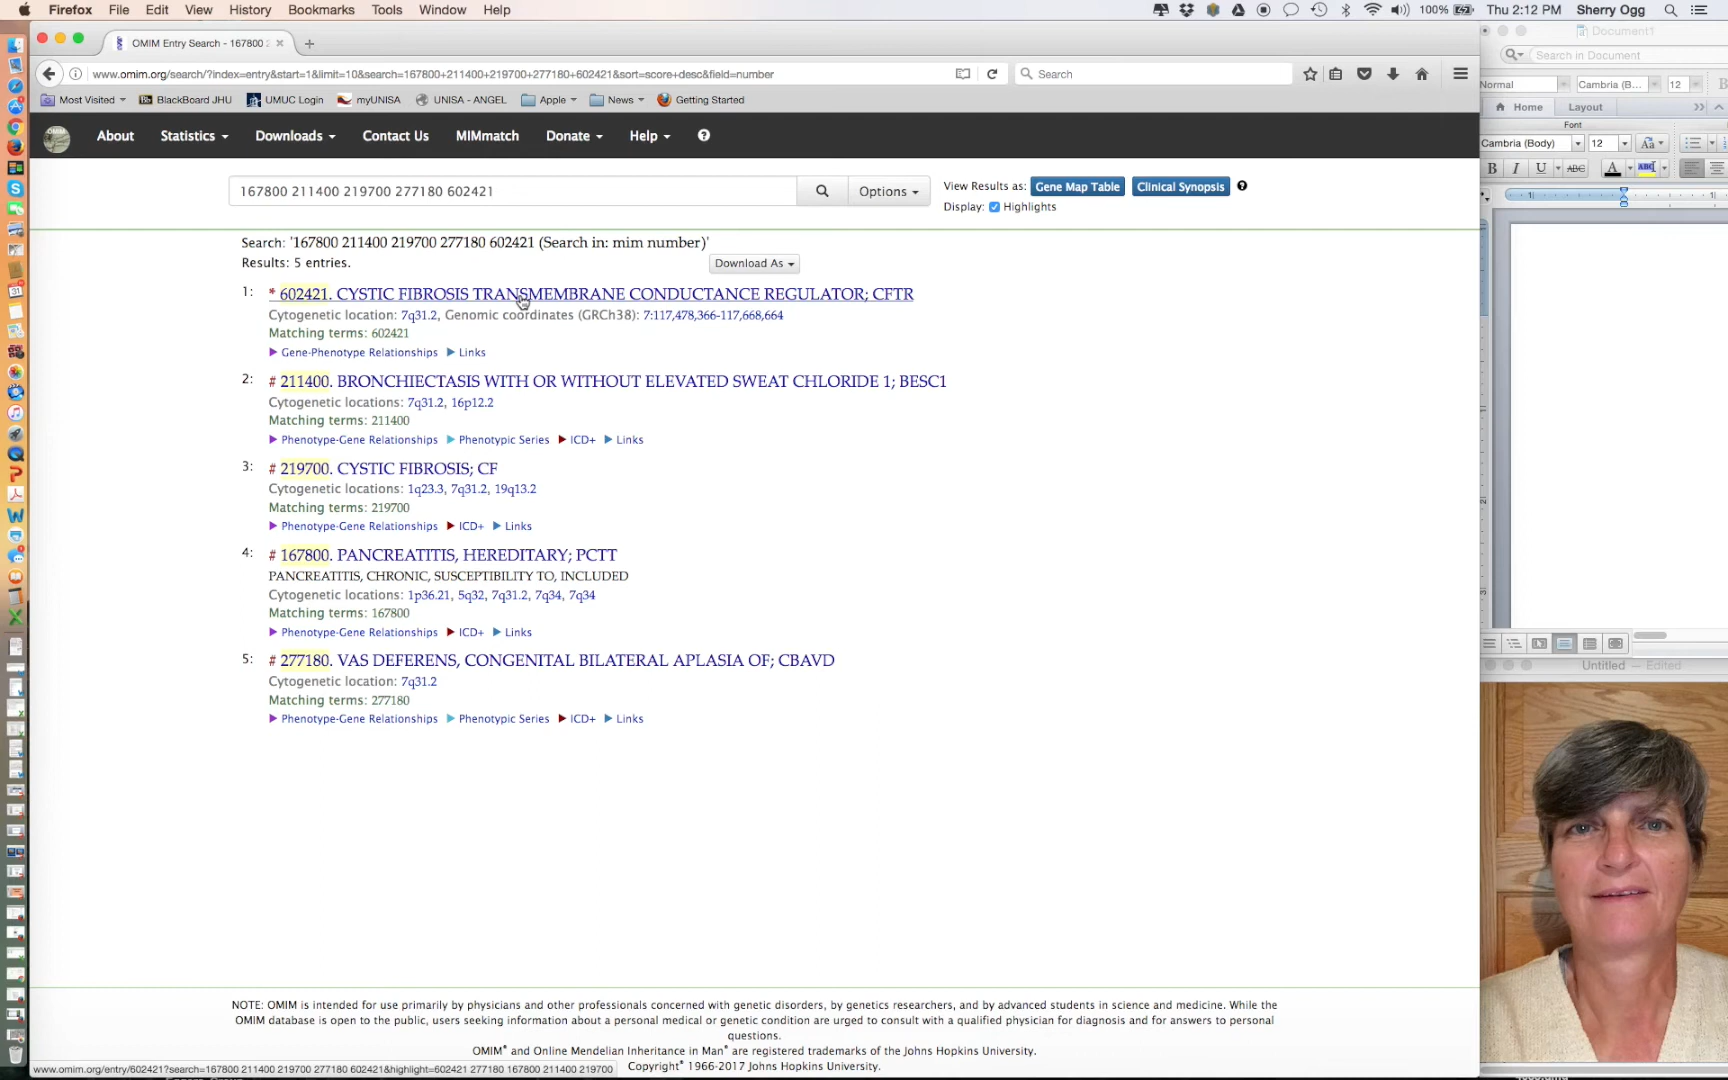 Firefox File Edit View History Bookmarks Tools Window Help 100% Thu 2:12 PM Sherry Ogg
OMIM Entry Search - 167800
Document1
www.omim.org/search/?index=entry&start=1&limit=10&search=167800+211400+219700+277180+602421&sort=score+desc&field=number
Search
Search in Document
Most Visited BlackBoard JHU UMUC Login myUNISA UNISA - ANGEL Apple News Getting Started
Normal Cambria (B... 12
Home Layout
Font
About Statistics Downloads Contact Us MIMmatch Donate Help
Cambria (Body) 12
B I U ABC A ABC
167800 211400 219700 277180 602421
Options
View Results as: Gene Map Table Clinical Synopsis
Display: Highlights
Search: '167800 211400 219700 277180 602421 (Search in: mim number)'
Results: 5 entries.
Download As
1: * 602421. CYSTIC FIBROSIS TRANSMEMBRANE CONDUCTANCE REGULATOR; CFTR
Cytogenetic location: 7q31.2, Genomic coordinates (GRCh38): 7:117,478,366-117,668,664
Matching terms: 602421
Gene-Phenotype Relationships Links
2: # 211400. BRONCHIECTASIS WITH OR WITHOUT ELEVATED SWEAT CHLORIDE 1; BESC1
Cytogenetic locations: 7q31.2, 16p12.2
Matching terms: 211400
Phenotype-Gene Relationships Phenotypic Series ICD+ Links
3: # 219700. CYSTIC FIBROSIS; CF
Cytogenetic locations: 1q23.3, 7q31.2, 19q13.2
Matching terms: 219700
Phenotype-Gene Relationships ICD+ Links
4: # 167800. PANCREATITIS, HEREDITARY; PCTT
PANCREATITIS, CHRONIC, SUSCEPTIBILITY TO, INCLUDED
Cytogenetic locations: 1p36.21, 5q32, 7q31.2, 7q34, 7q34
Matching terms: 167800
Phenotype-Gene Relationships ICD+ Links
5: # 277180. VAS DEFERENS, CONGENITAL BILATERAL APLASIA OF; CBAVD
Cytogenetic location: 7q31.2
Matching terms: 277180
Phenotype-Gene Relationships Phenotypic Series ICD+ Links
Untitled — Edited
NOTE: OMIM is intended for use primarily by physicians and other professionals concerned with genetic disorders, by genetics researchers, and by advanced students in science and medicine. While the
OMIM database is open to the public, users seeking information about a personal medical or genetic condition are urged to consult with a qualified physician for diagnosis and for answers to personal
questions.
OMIM® and Online Mendelian Inheritance in Man® are registered trademarks of the Johns Hopkins University.
Copyright® 1966-2017 Johns Hopkins University.
www.omim.org/entry/602421?search=167800 211400 219700 277180 602421&highlight=602421 277180 167800 211400 219700